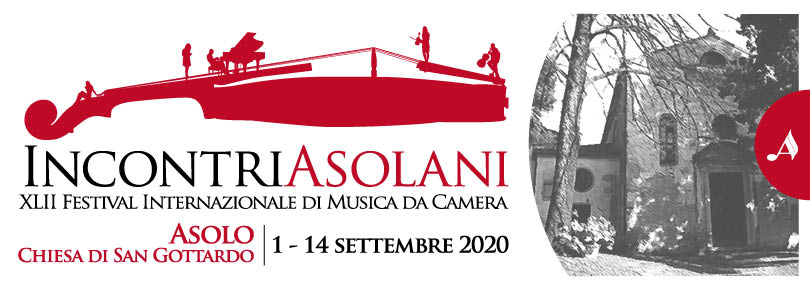 INCONTRIASOLANI
XLII FESTIVAL INTERNAZIONALE DI MUSICA DA CAMERA
ASOLO
CHIESA DI SAN GOTTARDO
1 - 14 SETTEMBRE 2020
A